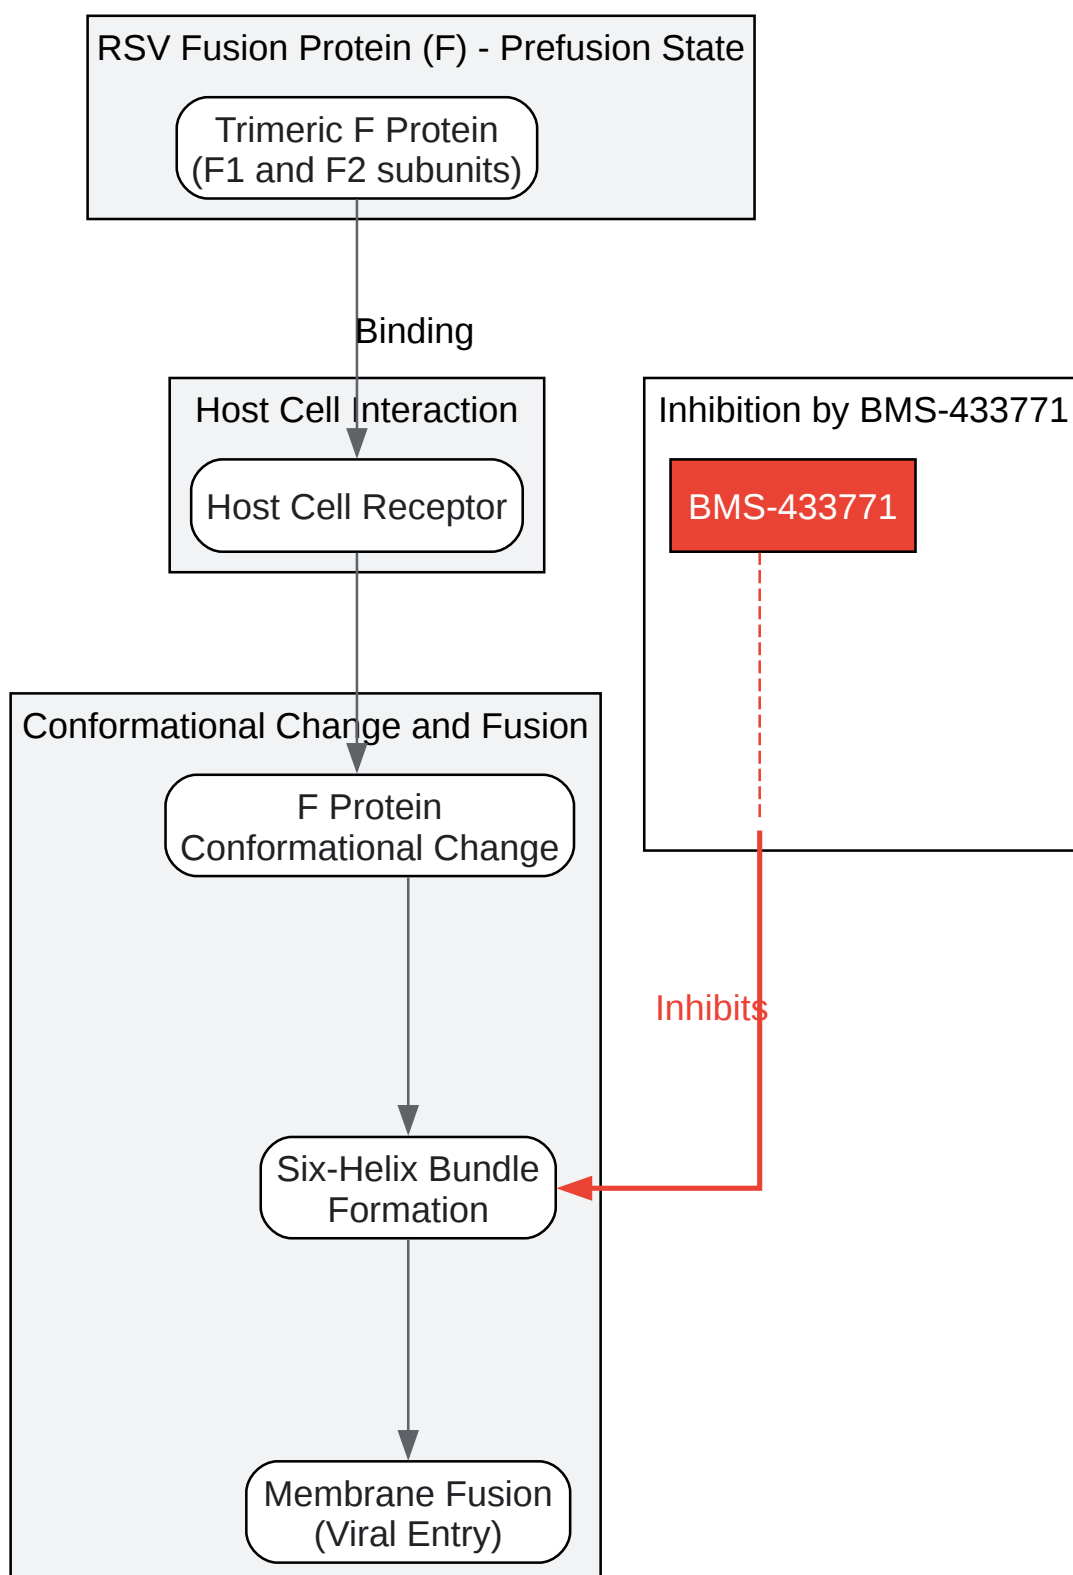 RSV Fusion Protein (F) - Prefusion State
Trimeric F Protein
(F1 and F2 subunits)
Binding
Host Cell Interaction
Host Cell Receptor
Inhibition by BMS-433771
BMS-433771
Conformational Change and Fusion
F Protein
Conformational Change
Inhibits
Six-Helix Bundle
Formation
Membrane Fusion
(Viral Entry)